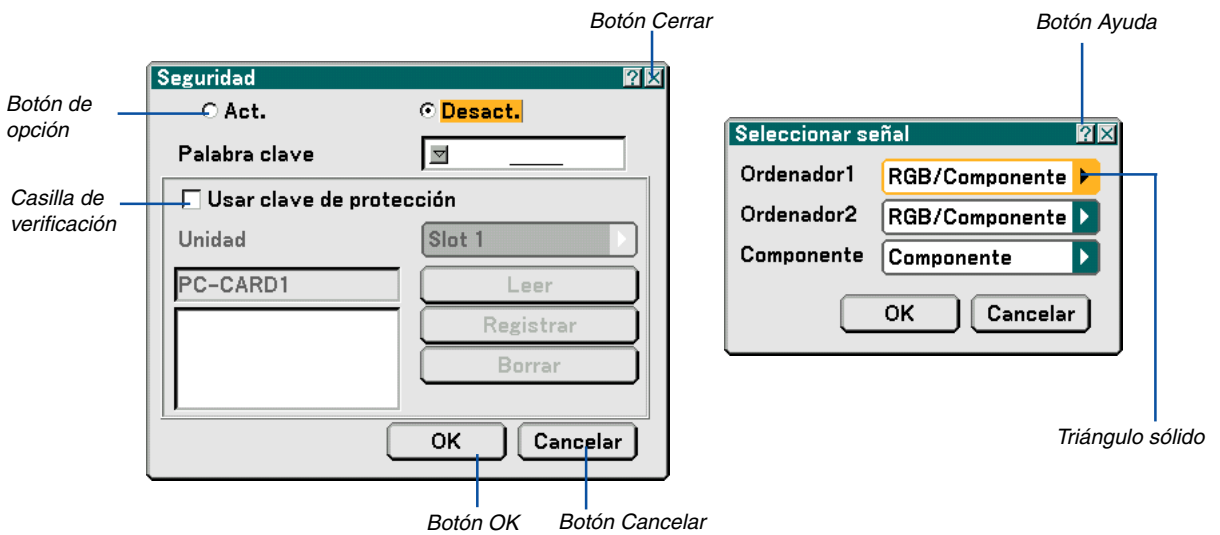 Botón Cerrar
Botón Ayuda
Seguridad
Botón de
opción
Act.
Desact.
Palabra clave
Casilla de
verificación
Usar clave de protección
Unidad
Slot 1
PC-CARD1
Leer
Registrar
Borrar
OK
Cancelar
Botón OK
Botón Cancelar
Seleccionar señal
Ordenador1
RGB/Componente
Ordenador2
RGB/Componente
Componente
Componente
OK
Cancelar
Triángulo sólido